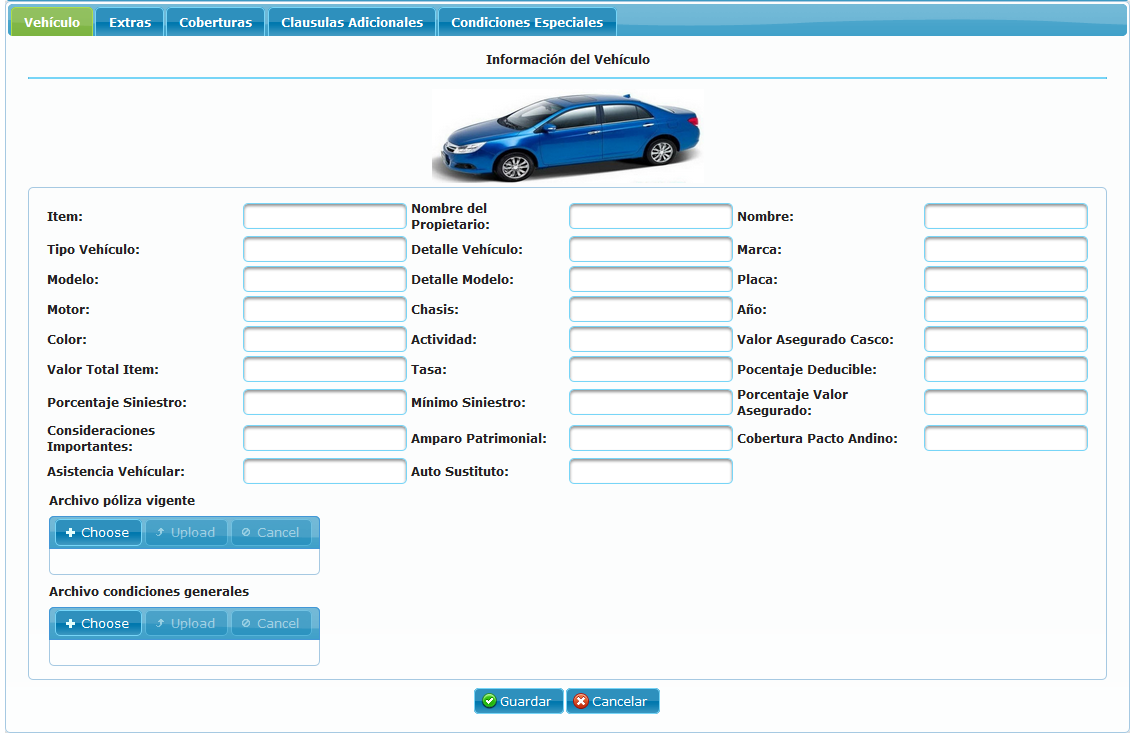 Vehículo Extras Coberturas Clausulas Adicionales Condiciones Especiales
Información del Vehículo
Item: Nombre del Propietario: Nombre:
Tipo Vehículo: Detalle Vehículo: Marca:
Modelo: Detalle Modelo: Placa:
Motor: Chasis: Año:
Color: Actividad: Valor Asegurado Casco:
Valor Total Item: Tasa: Pocentaje Deducible:
Porcentaje Siniestro: Mínimo Siniestro: Porcentaje Valor Asegurado:
Consideraciones Importantes: Amparo Patrimonial: Cobertura Pacto Andino:
Asistencia Vehícular: Auto Sustituto:
Archivo póliza vigente
Choose Upload Cancel
Archivo condiciones generales
Choose Upload Cancel
Guardar Cancelar